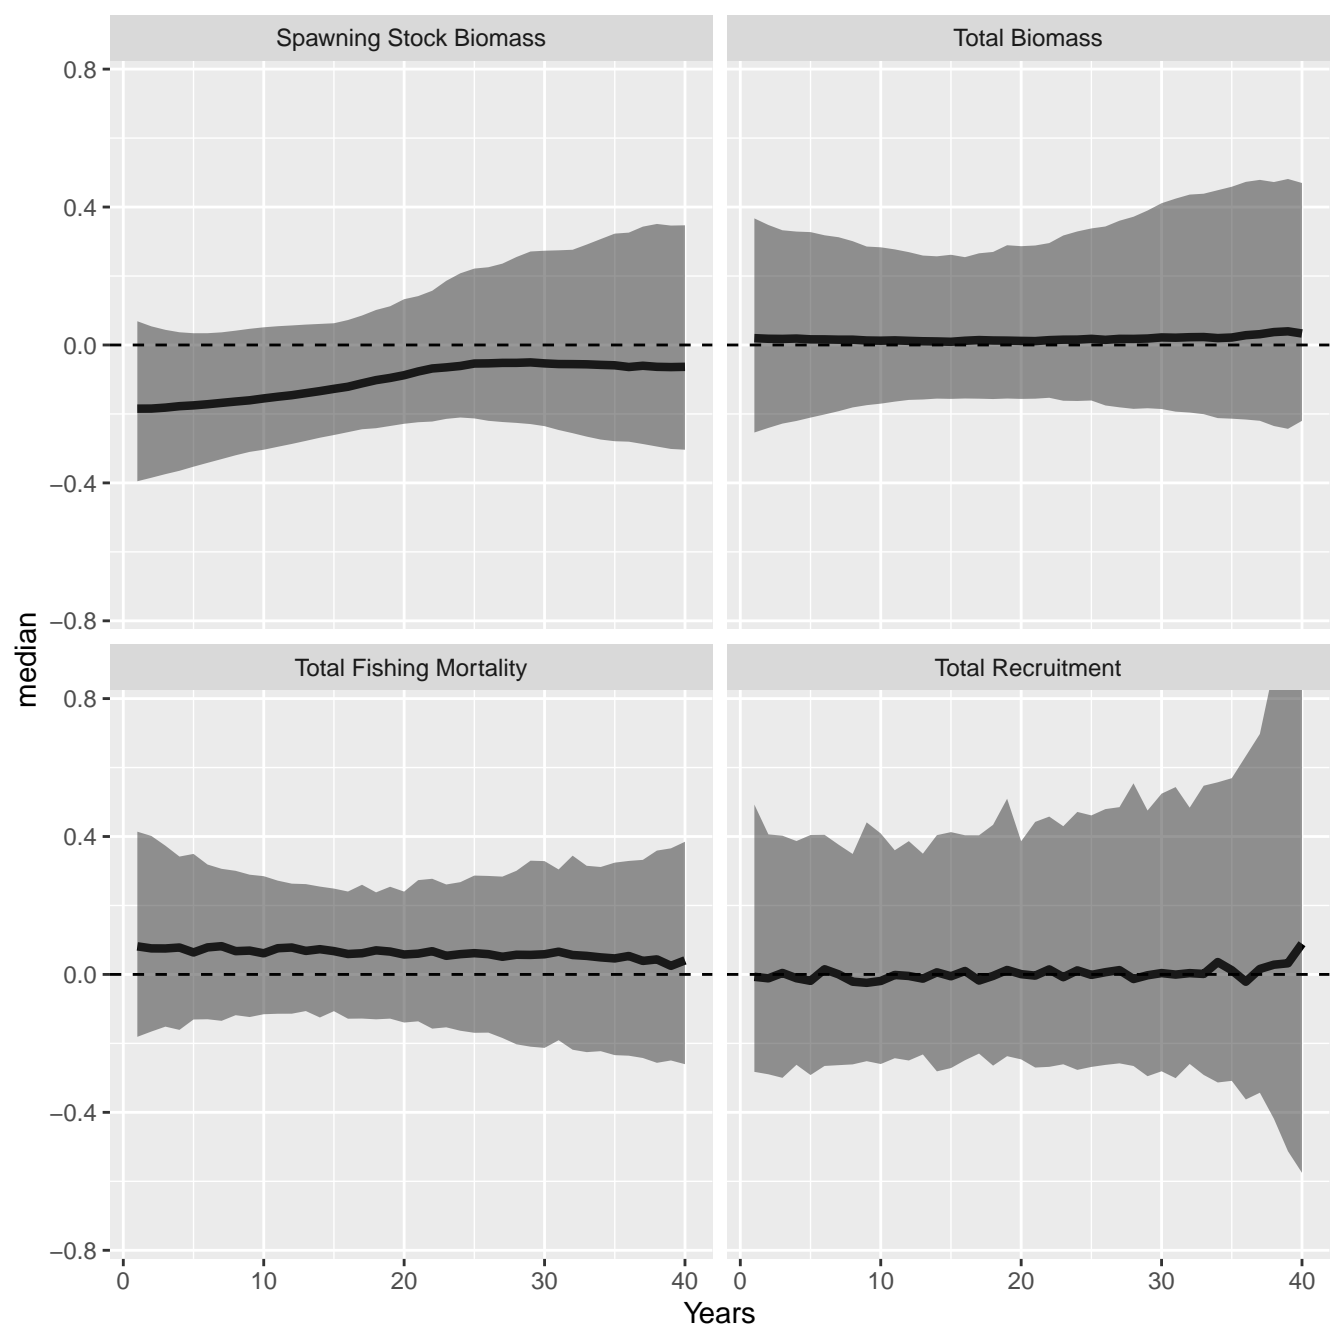 Spawning Stock Biomass
Total Biomass
0.8
0.4
0.0
−0.4
−0.8
median
Total Fishing Mortality
Total Recruitment
0.8
0.4
0.0
−0.4
−0.8
0 10 20 30 40
0 10 20 30 40
Years